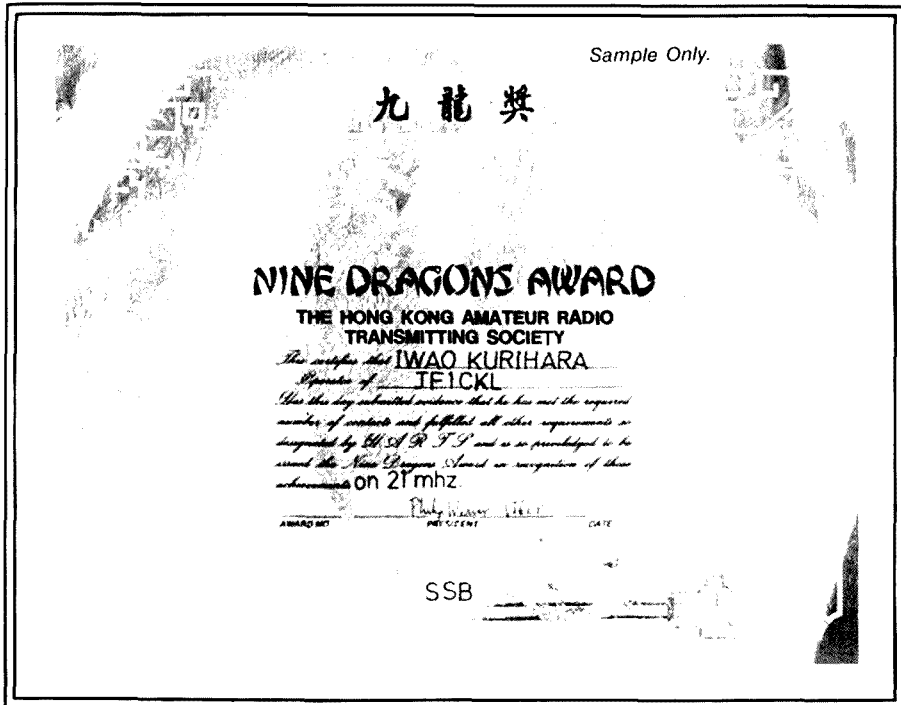 Sample Only.
九龍獎
NINE DRAGONS AWARD
THE HONG KONG AMATEUR RADIO
TRANSMITTING SOCIETY
This certifies that IWAO KURIHARA
Operator of JE1CKL
Has this day submitted evidence that he has met the required
number of contacts and fulfilled all other requirements as
designated by H A R T S and is so priviledged to be
issued the Nine Dragons Award in recognition of these
achievements on 21 mhz.
AWARD NO PRESIDENT DATE
SSB